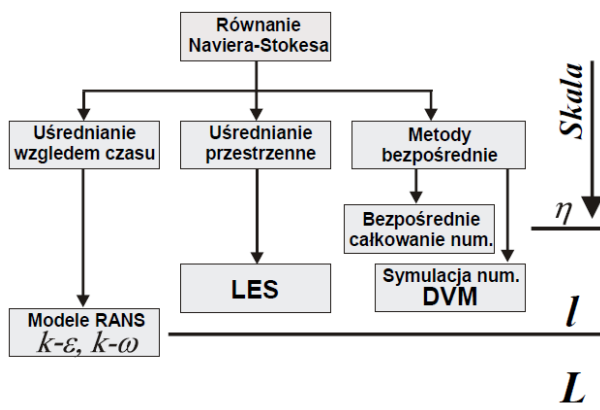 Równanie
Naviera-Stokesa
Uśrednianie
względem czasu
Uśrednianie
przestrzenne
Metody
bezpośrednie
Skala
Bezpośrednie
całkowanie num.
η
LES
Symulacja num.
DVM
Modele RANS
k-ε, k-ω
l
L